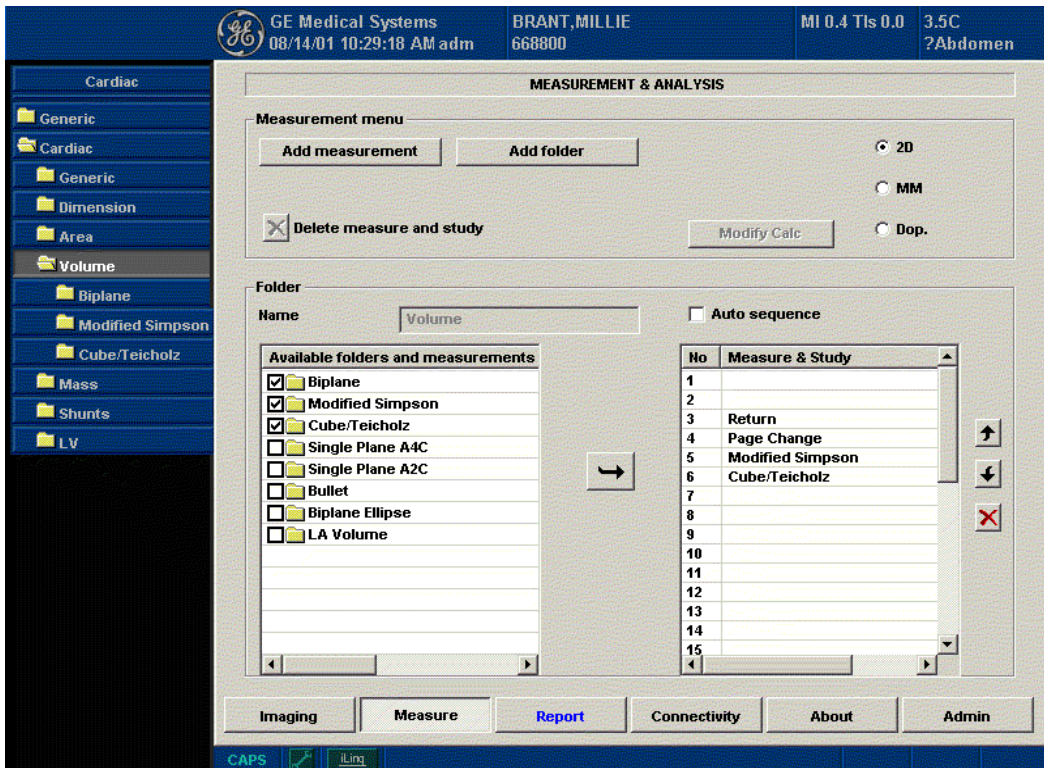 GE Medical Systems BRANT,MILLIE MI 0.4 TIs 0.0 3.5C
08/14/01 10:29:18 AM adm 668800 ?Abdomen
Cardiac
Generic
Cardiac
Generic
Dimension
Area
Volume
Biplane
Modified Simpson
Cube/Teicholz
Mass
Shunts
LV
MEASUREMENT & ANALYSIS
Measurement menu
Add measurement Add folder
2D
MM
Delete measure and study
Modify Calc
Dop.
Folder
Name Volume
Auto sequence
Available folders and measurements
Biplane
Modified Simpson
Cube/Teicholz
Single Plane A4C
Single Plane A2C
Bullet
Biplane Ellipse
LA Volume
No Measure & Study
1
2
3 Return
4 Page Change
5 Modified Simpson
6 Cube/Teicholz
7
8
9
10
11
12
13
14
15
Imaging Measure Report Connectivity About Admin
CAPS iLinq